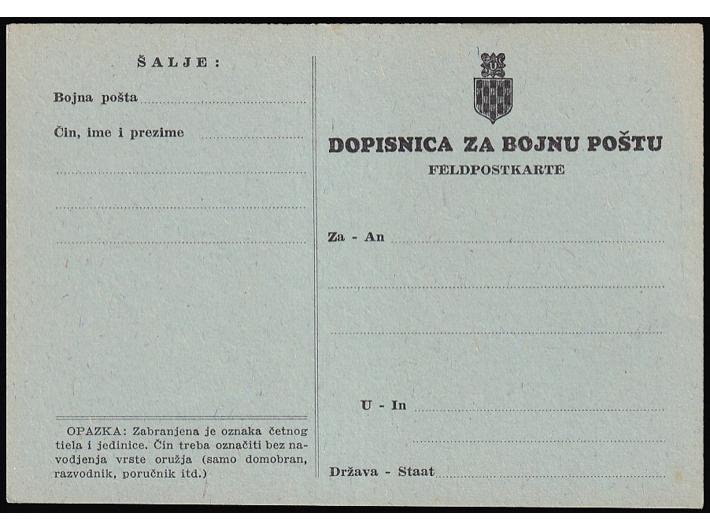 ŠALJE:
Bojna pošta
Čin, ime i prezime
OPAZKA: Zabranjena je oznaka četnog
tiela i jedinice. Čin treba označiti bez na-
vodjenja vrste oružja (samo domobran,
razvodnik, poručnik itd.)
U
DOPISNICA ZA BOJNU POŠTU
FELDPOSTKARTE
Za - An
U - In
Država - Staat